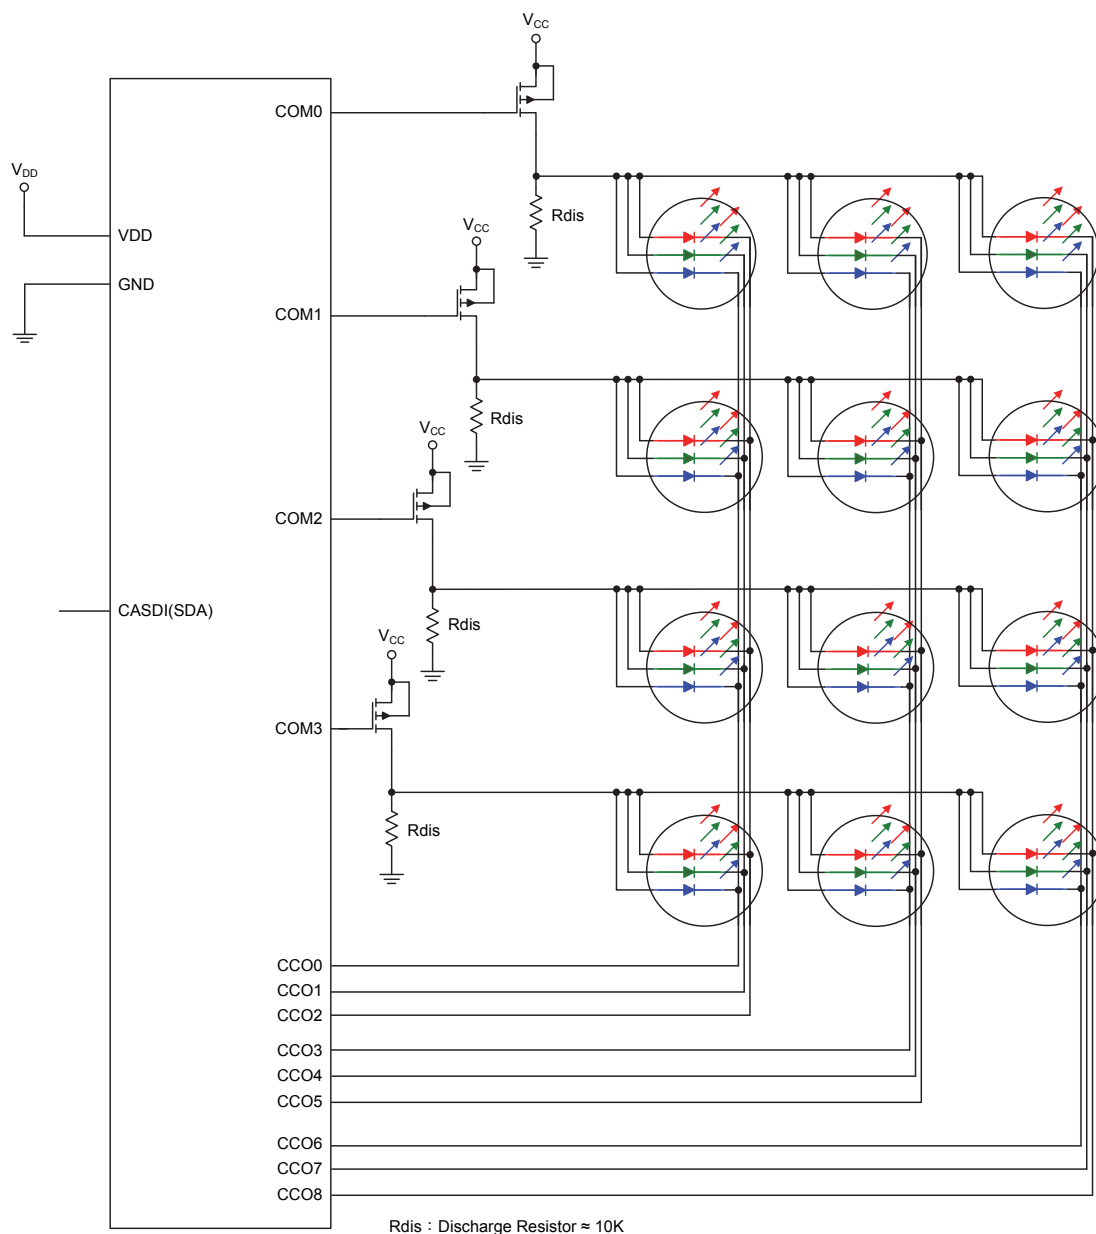 VCC
COM0
VDD
Rdis
VCC
VDD
GND
COM1
Rdis
VCC
COM2
CASDI(SDA)
Rdis
VCC
COM3
Rdis
CCO0
CCO1
CCO2
CCO3
CCO4
CCO5
CCO6
CCO7
CCO8
Rdis : Discharge Resistor ≈ 10K